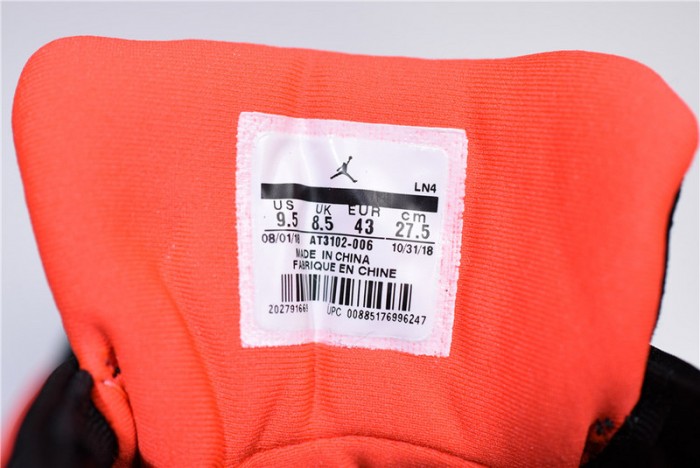 LN4
US UK EUR cm
9.5 8.5 43 27.5
08/01/18 AT3102-006 10/31/18
MADE IN CHINA
FABRIQUE EN CHINE
UPC 00885176996247